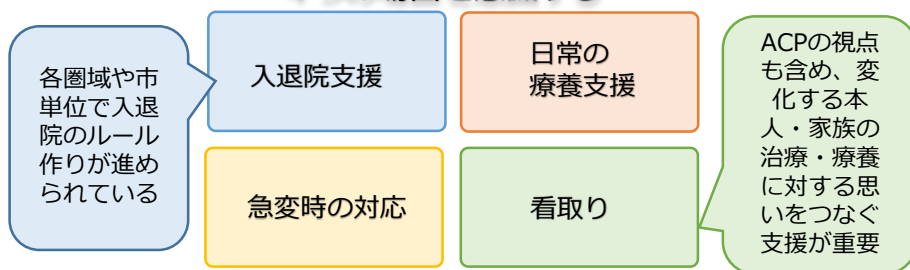 各圏域や市
単位で入退
院のルール
作りが進め
られている
入退院支援
日常の
療養支援
急変時の対応
看取り
ACPの視点
も含め、変
化する本
人・家族の
治療・療養
に対する思
いをつなぐ
支援が重要